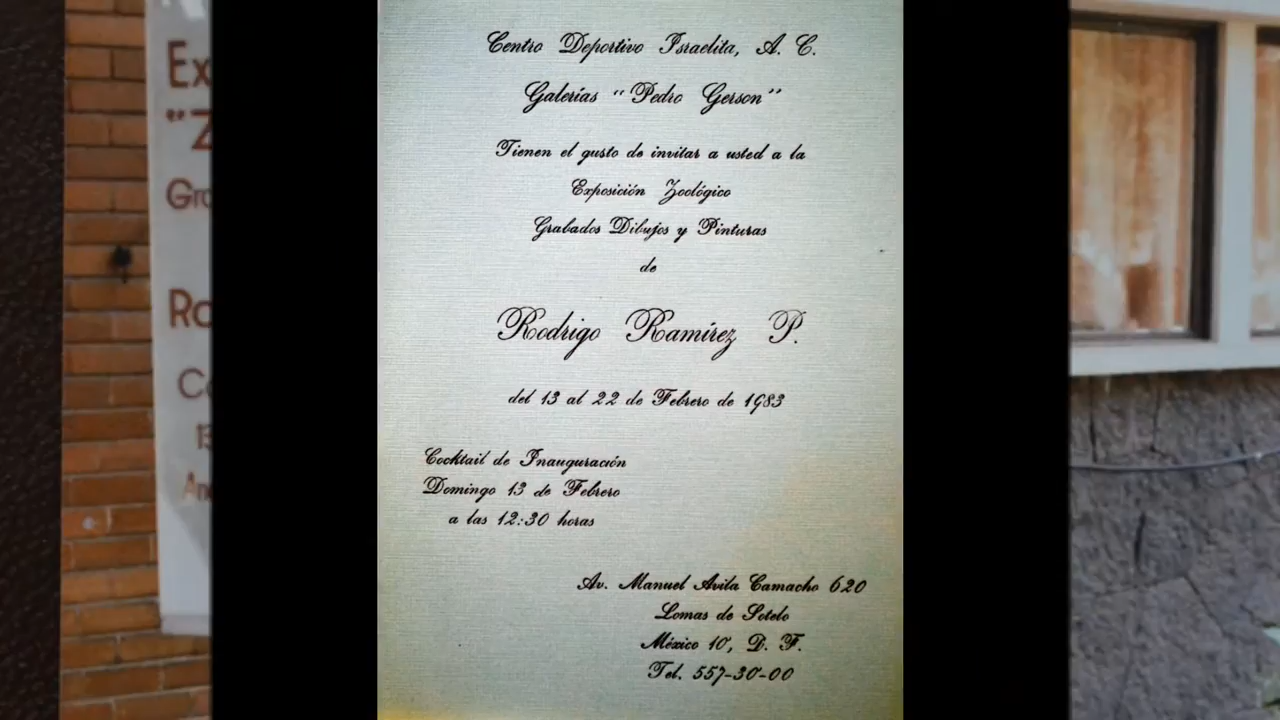 Centro Deportivo Israelita, A. C.
Galerías "Pedro Gerson"
Tienen el gusto de invitar a usted a la
Exposición Zoológico
Grabados Dibujos y Pinturas
de
Rodrigo Ramírez P.
del 13 al 22 de Febrero de 1983
Cocktail de Inauguración
Domingo 13 de Febrero
a las 12:30 horas
Av. Manuel Avila Camacho 620
Lomas de Sotelo
México 10, D. F.
Tel. 557-30-00